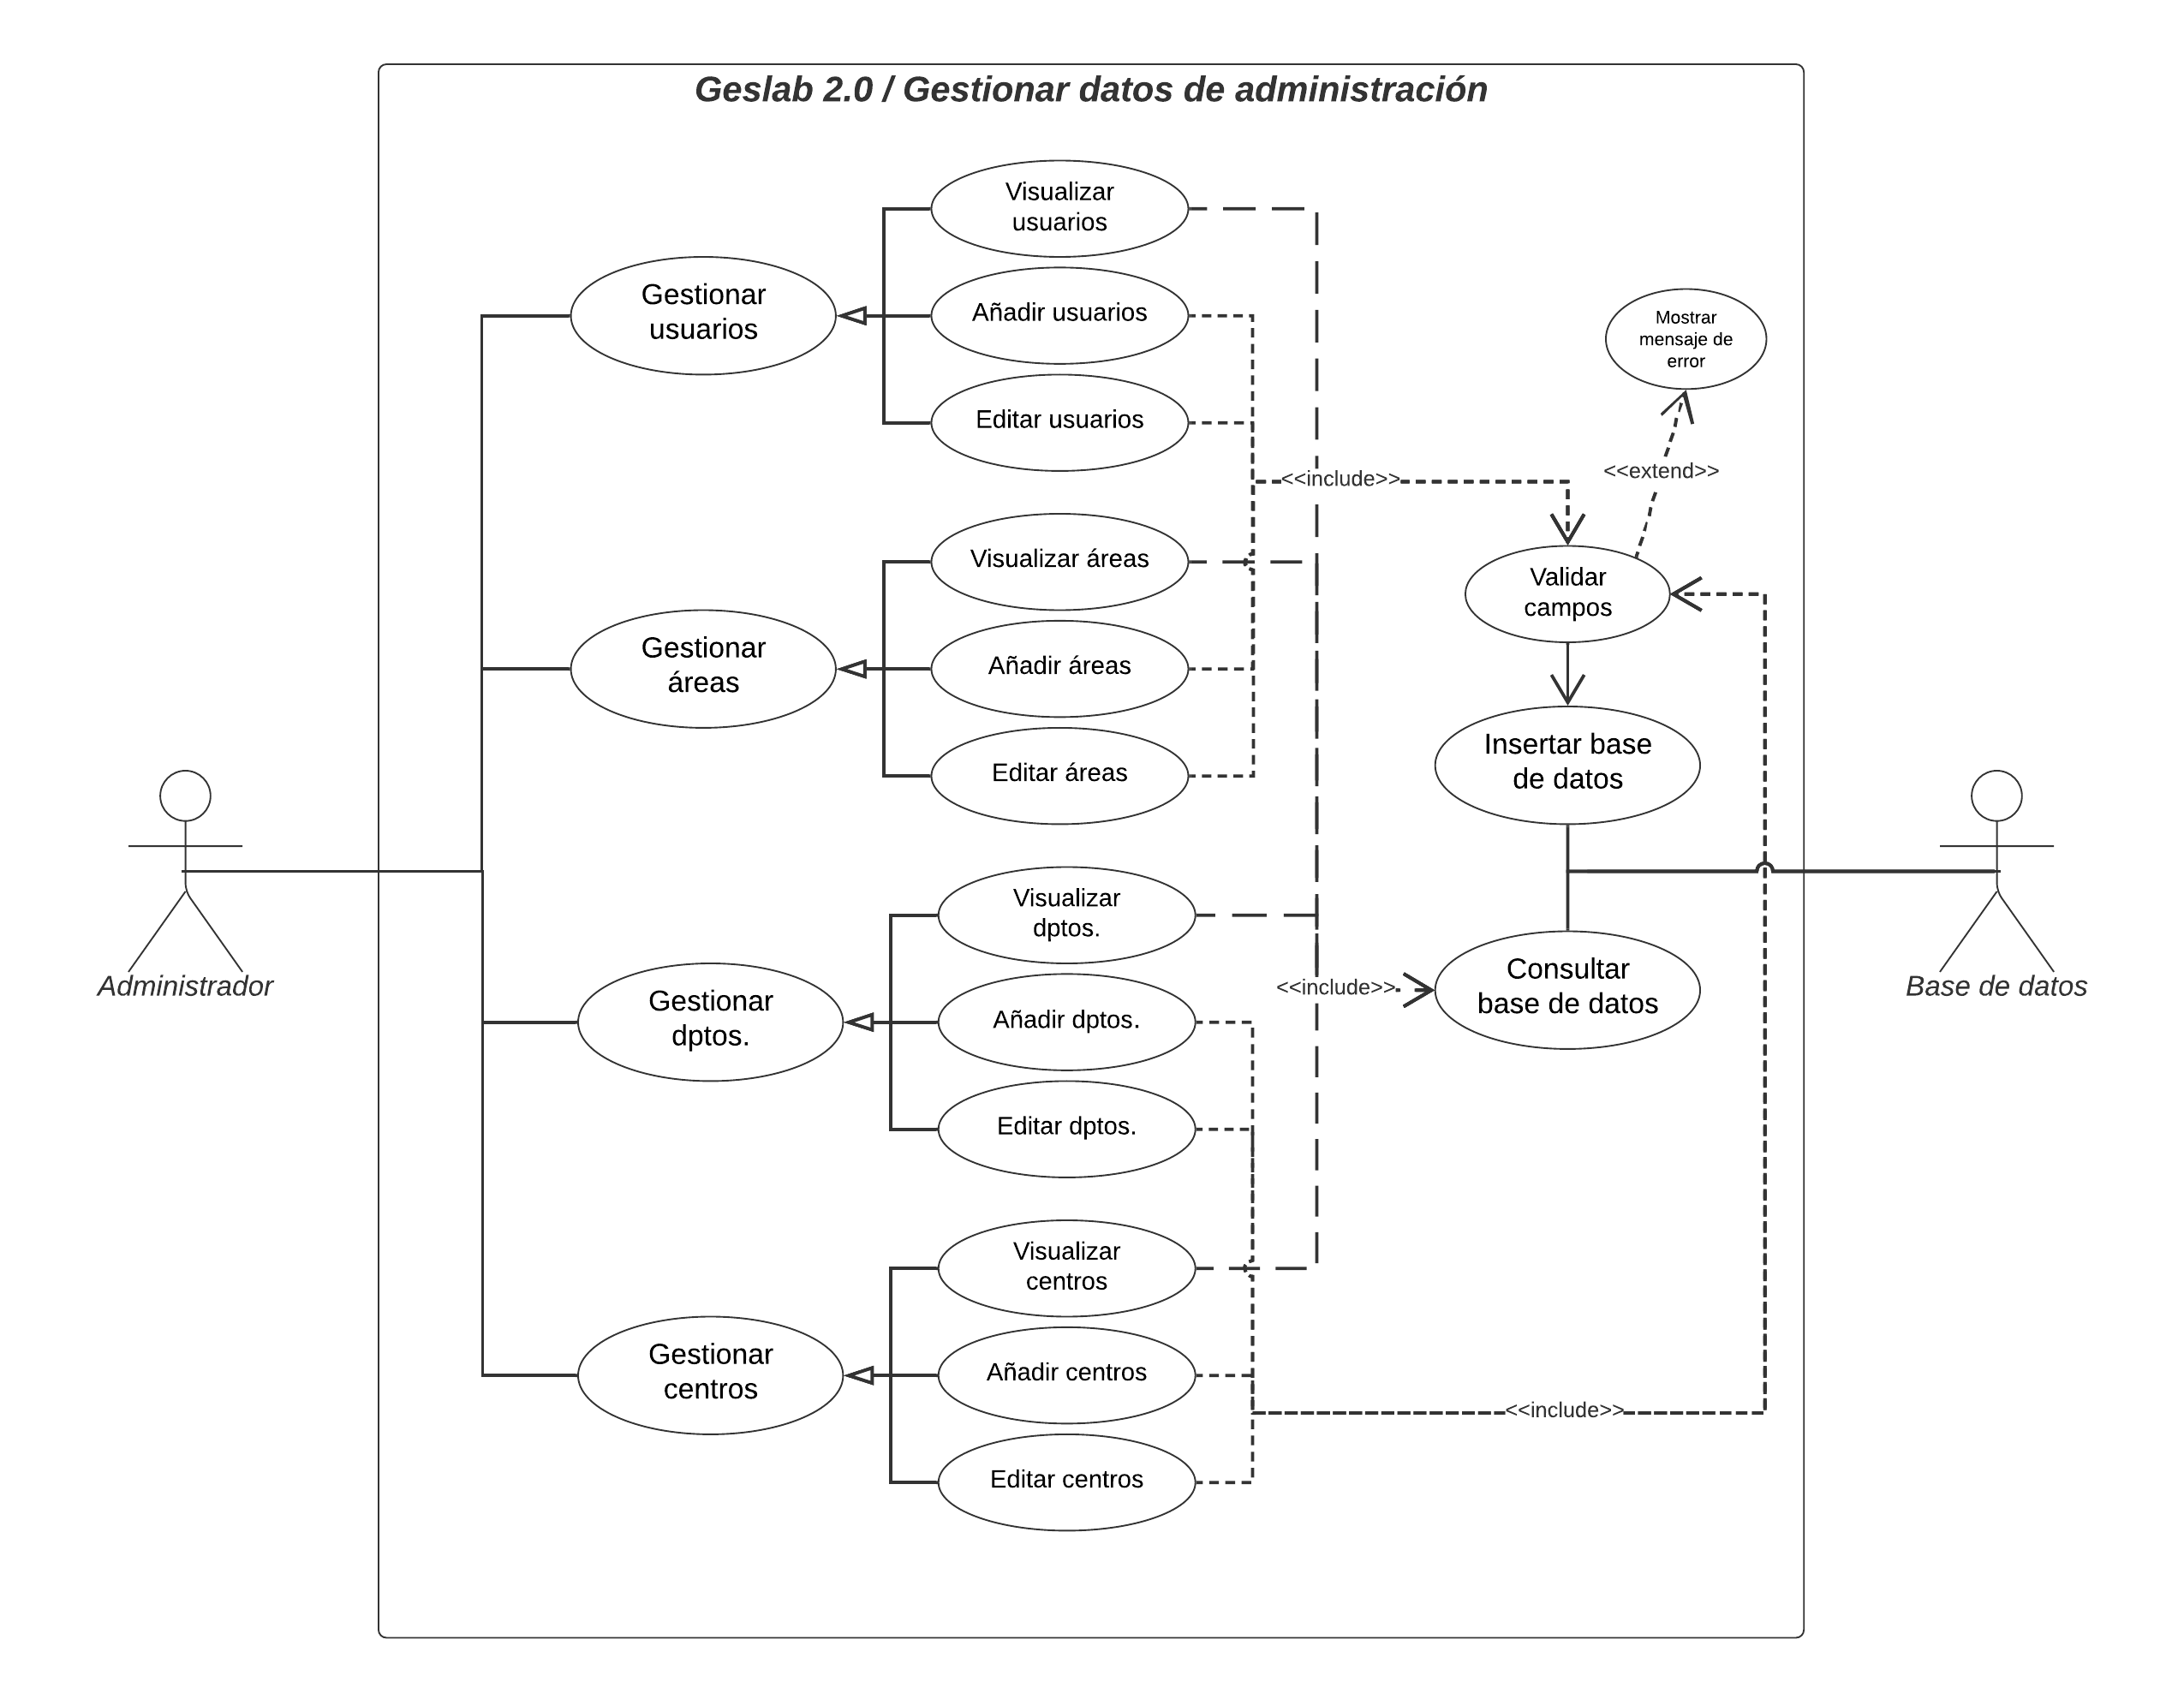 Geslab 2.0 / Gestionar datos de administración
Visualizar
usuarios
Gestionar
usuarios
Añadir usuarios
Editar usuarios
Mostrar
mensaje de
error
<<include>>
<<extend>>
Visualizar áreas
Validar
campos
Gestionar
áreas
Añadir áreas
Editar áreas
Insertar base
de datos
Administrador
Base de datos
Visualizar
dptos.
<<include>>
Consultar
base de datos
Gestionar
dptos.
Añadir dptos.
Editar dptos.
Visualizar
centros
Gestionar
centros
Añadir centros
<<include>>
Editar centros